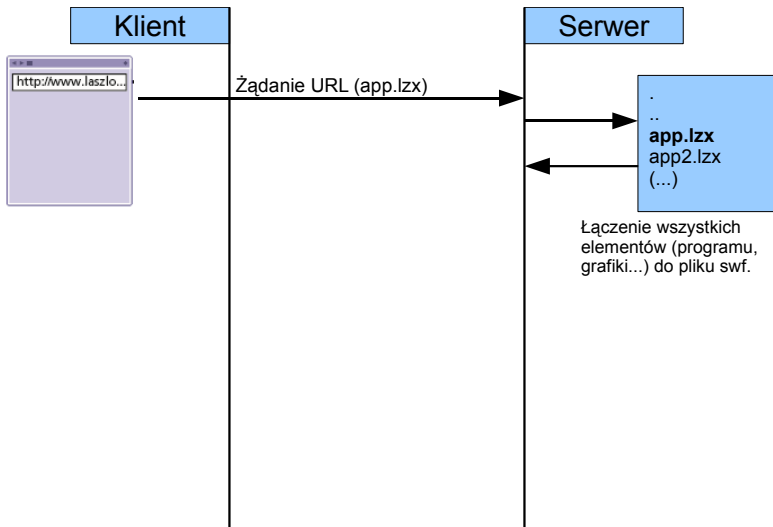 Klient
Serwer
http://www.laszlo...
Żądanie URL (app.lzx)
.
..
app.lzx
app2.lzx
(...)
Łączenie wszystkich
elementów (programu,
grafiki...) do pliku swf.